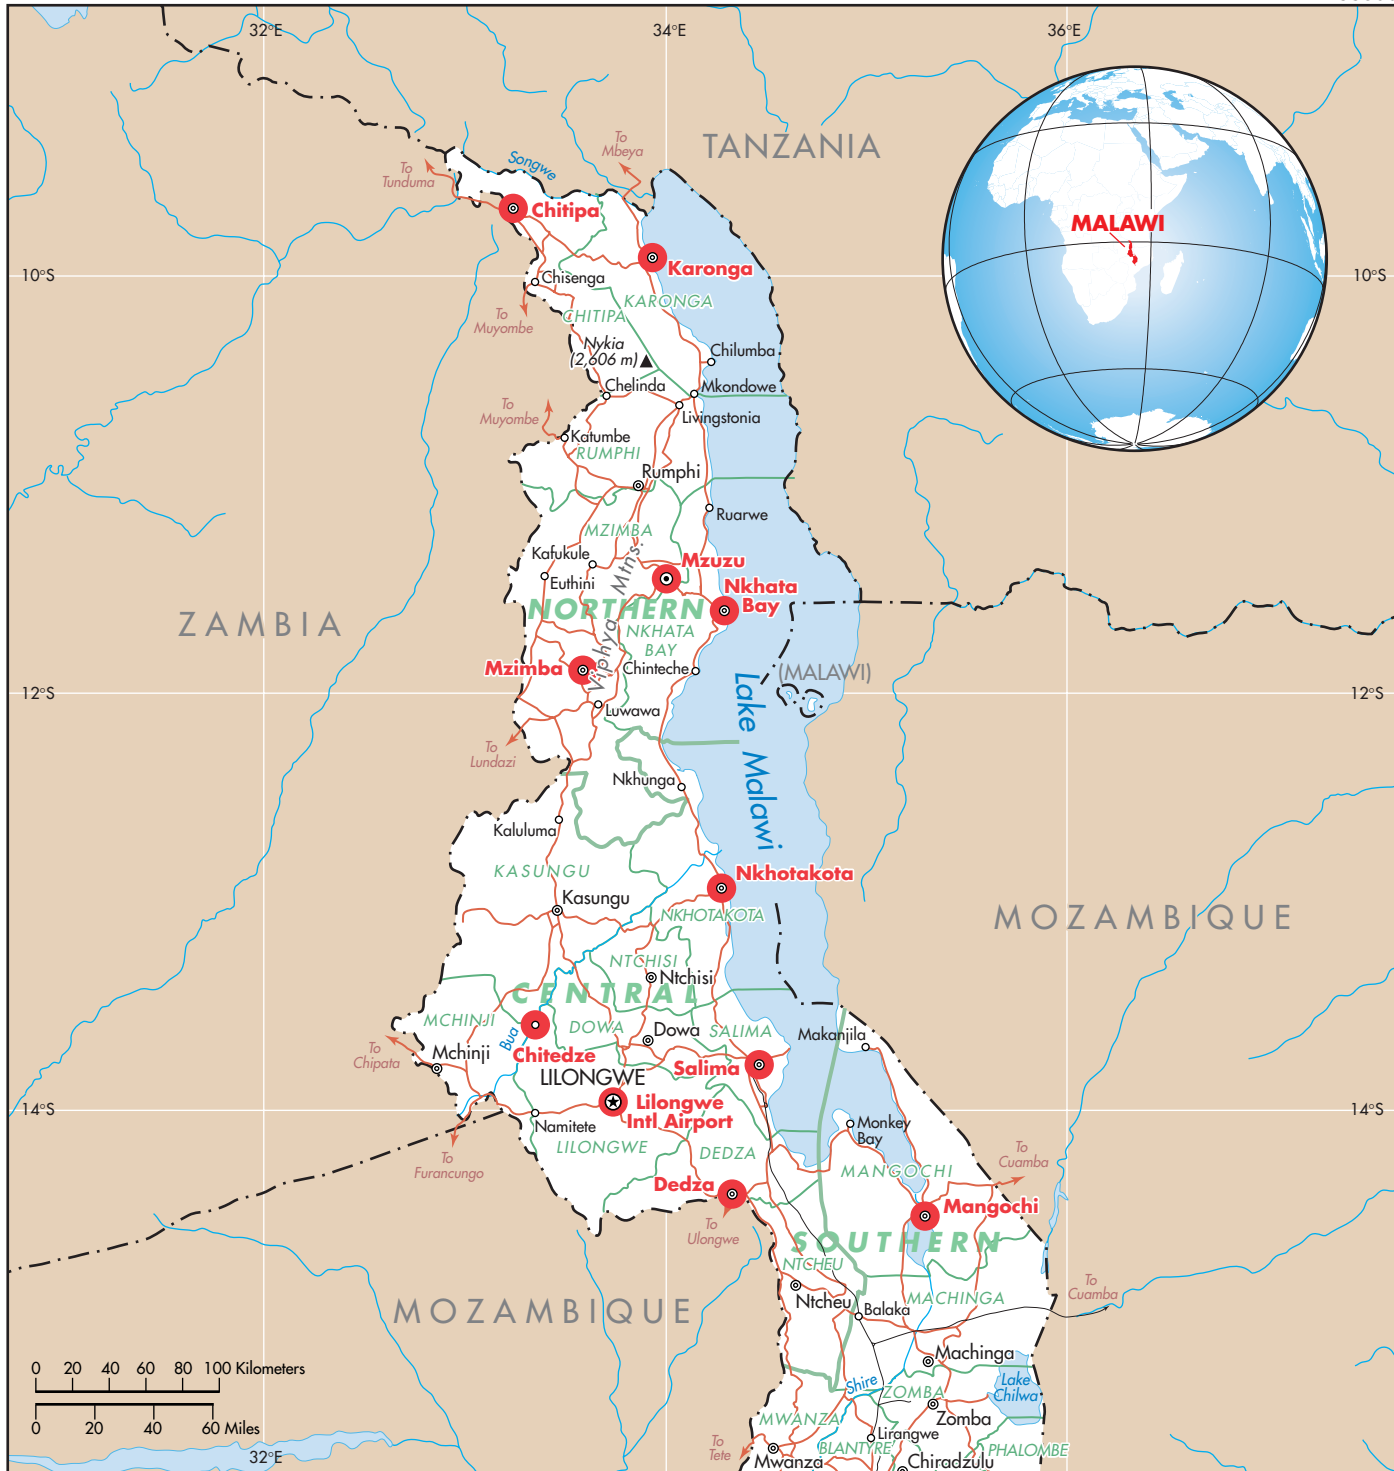 32°E
34°E
36°E
TANZANIA
To
Mbeya
To
Tunduma
Songwe
Chitipa
Karonga
MALAWI
10°S
10°S
Chisenga
KARONGA
CHITIPA
To
Muyombe
Nykia
(2,606 m)
Chilumba
Chelinda
Mkondowe
To
Muyombe
Livingstonia
Katumbe
RUMPHI
Rumphi
Ruarwe
MZIMBA
Kafukule
Euthini
Mzuzu
Nkhata
Bay
NORTHERN
Viphya Mtns.
NKHATA
BAY
ZAMBIA
Mzimba
Chinteche
(MALAWI)
12°S
12°S
Luwawa
Lake Malawi
To
Lundazi
Nkhunga
Kaluluma
KASUNGU
Nkhotakota
Kasungu
NKHOTAKOTA
MOZAMBIQUE
NTCHISI
Ntchisi
CENTRAL
MCHINJI
Bua
DOWA
Dowa
SALIMA
Makanjila
To
Chipata
Mchinji
Chitedze
LILONGWE
Salima
Lilongwe
Intl Airport
14°S
14°S
Namitete
Monkey
Bay
LILONGWE
DEDZA
To
Furancungo
MANGOCHI
To
Cuamba
Dedza
Mangochi
To
Ulongwe
SOUTHERN
NTCHEU
Ntcheu
MACHINGA
To
Cuamba
Balaka
MOZAMBIQUE
Machinga
0 20 40 60 80 100 Kilometers
0 20 40 60 Miles
Shire
ZOMBA
Lake
Chilwa
Zomba
MWANZA
Lirangwe
BLANTYRE
PHALOMBE
To
Tete
Mwanza
Chiradzulu
32°E